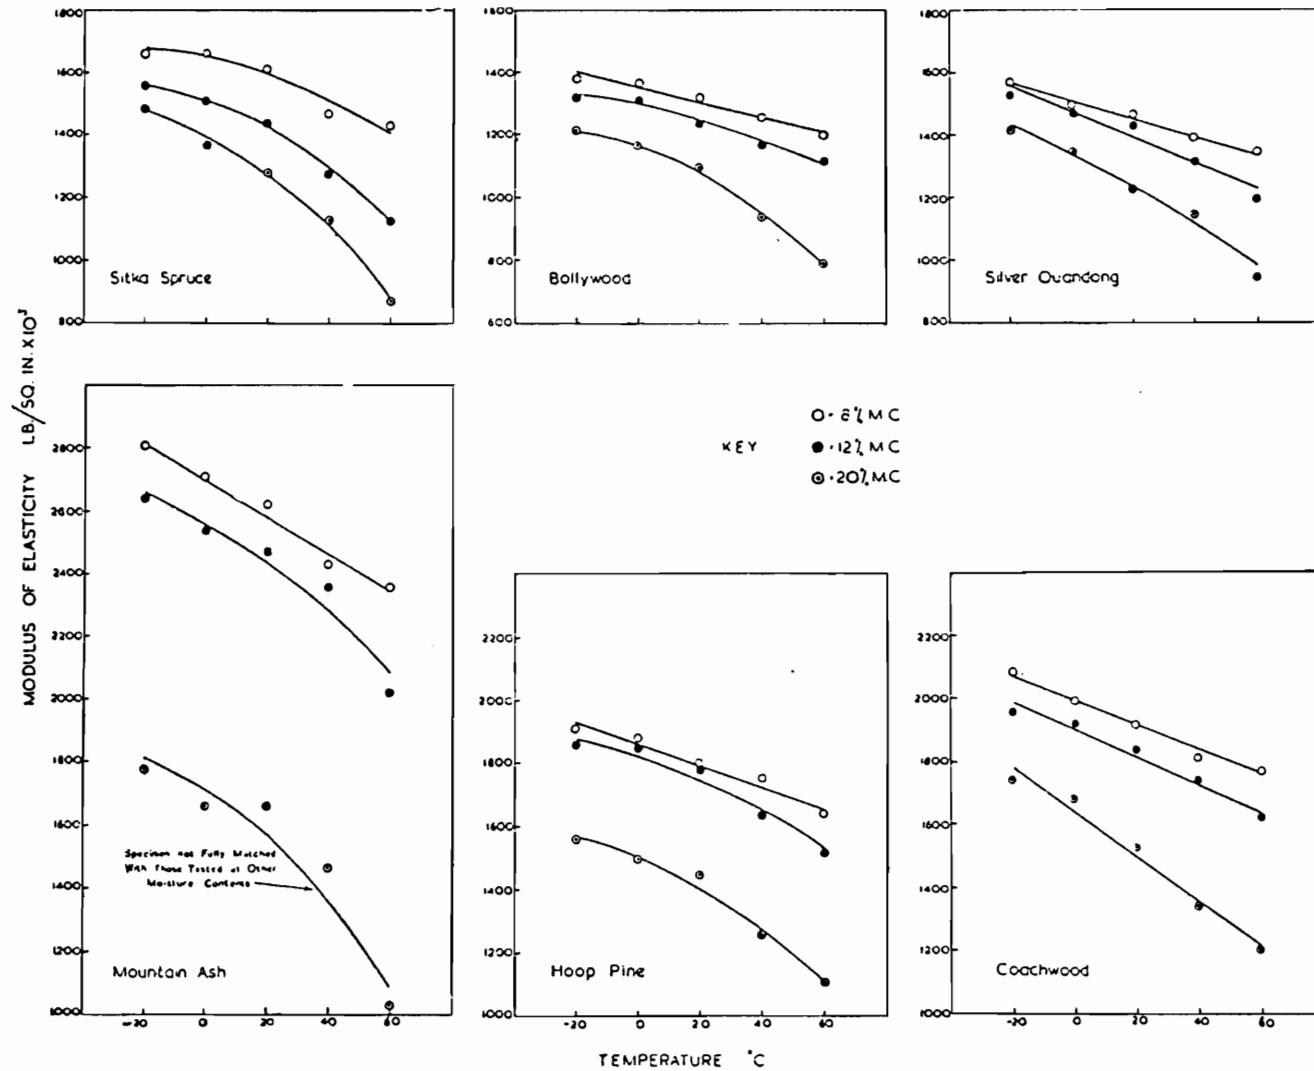 1800
1600
1400
1200
1000
800
Sitka Spruce
1600
1400
1200
1000
800
600
Bollywood
1800
1600
1400
1200
1000
800
Silver Quandong
MODULUS OF ELASTICITY LB./SQ. IN. X10³
KEY
○ - 8% M C
● - 12% M C
⊙ - 20% M C
2800
2600
2400
2200
2000
1800
1600
1400
1200
1000
Specimen not Fully Matched
With Those Tested at Other
Moisture Contents
Mountain Ash
-20 0 20 40 60
2200
2000
1800
1600
1400
1200
1000
Hoop Pine
-20 0 20 40 60
2200
2000
1800
1600
1400
1200
1000
Coachwood
-20 0 20 40 60
TEMPERATURE °C